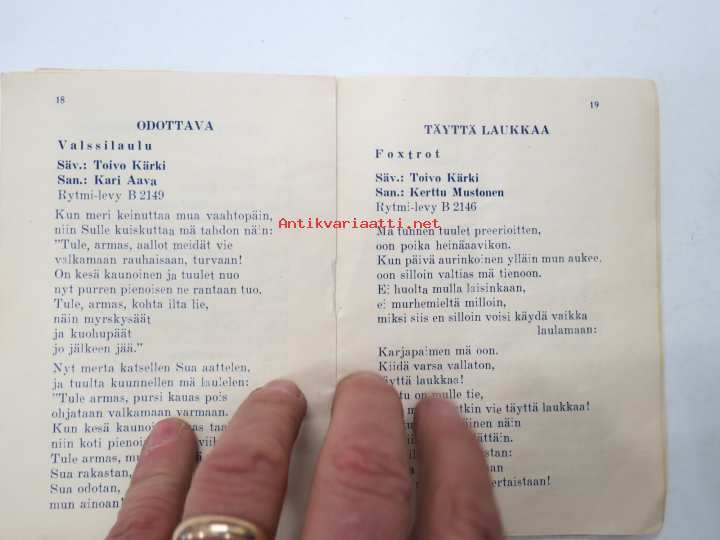 18
ODOTTAVA
Valssilaulu
Säv.: Toivo Kärki
San.: Kari Aava
Rytmi-levy B 2149
Kun meri keinuttaa mua vaahtopäin,
niin Sulle kuiskuttaa mä tahdon näin:
"Tule, armas, aallot meidät vie
valkamaan rauhaisaan, turvaan!
On kesä kaunoinen ja tuulet nuo
nyt purren pienoisen ne rantaan tuo.
Tule, armas, kohta ilta lie,
näin myrskysäät
ja kuohupäät
jo jälkeen jää."
Nyt merta katsellen Sua aattelen,
ja tuulta kuunnellen mä laulelen:
"Tule armas, pursi kauas pois
ohjataan valkamaan varmaan.
Kun kesä
niin koti
Tule armas,
Sua rakastan,
Sua odotan,
mun ainoan!
19
TÄYTTÄ LAUKKAA
Foxtrot
Säv.: Toivo Kärki
San.: Kerttu Mustonen
Rytmi-levy B 2146
Mä tunnen tuulet preerioitten,
oon poika heinäaavikon.
Kun päivä aurinkoinen ylläin mun aukee,
oon silloin valtias mä tienoon.
Ei huolta mulla laisinkaan,
ei murhemieltä milloin,
miksi siis en silloin voisi käydä vaikka
laulamaan:
Karjapaimen mä oon.
Kiidä varsa vallaton,
täyttä laukkaa!
on mulle tie,
vie täyttä laukkaa!
näin
Antikvariaatti.net